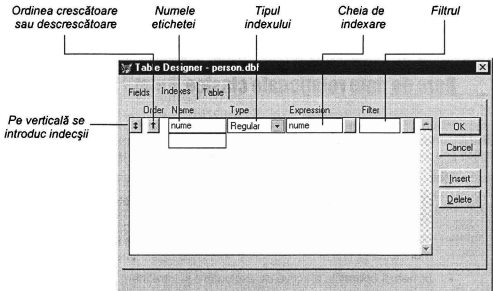 Ordinea crescătoare sau descrescătoare
Numele etichetei
Tipul indexului
Cheia de indexare
Filtrul
Table Designer - person.dbf
Fields Indexes Table
Order Name Type Expression Filter
Pe verticală se introduc indecşii
nume Regular nume
OK
Cancel
Insert
Delete